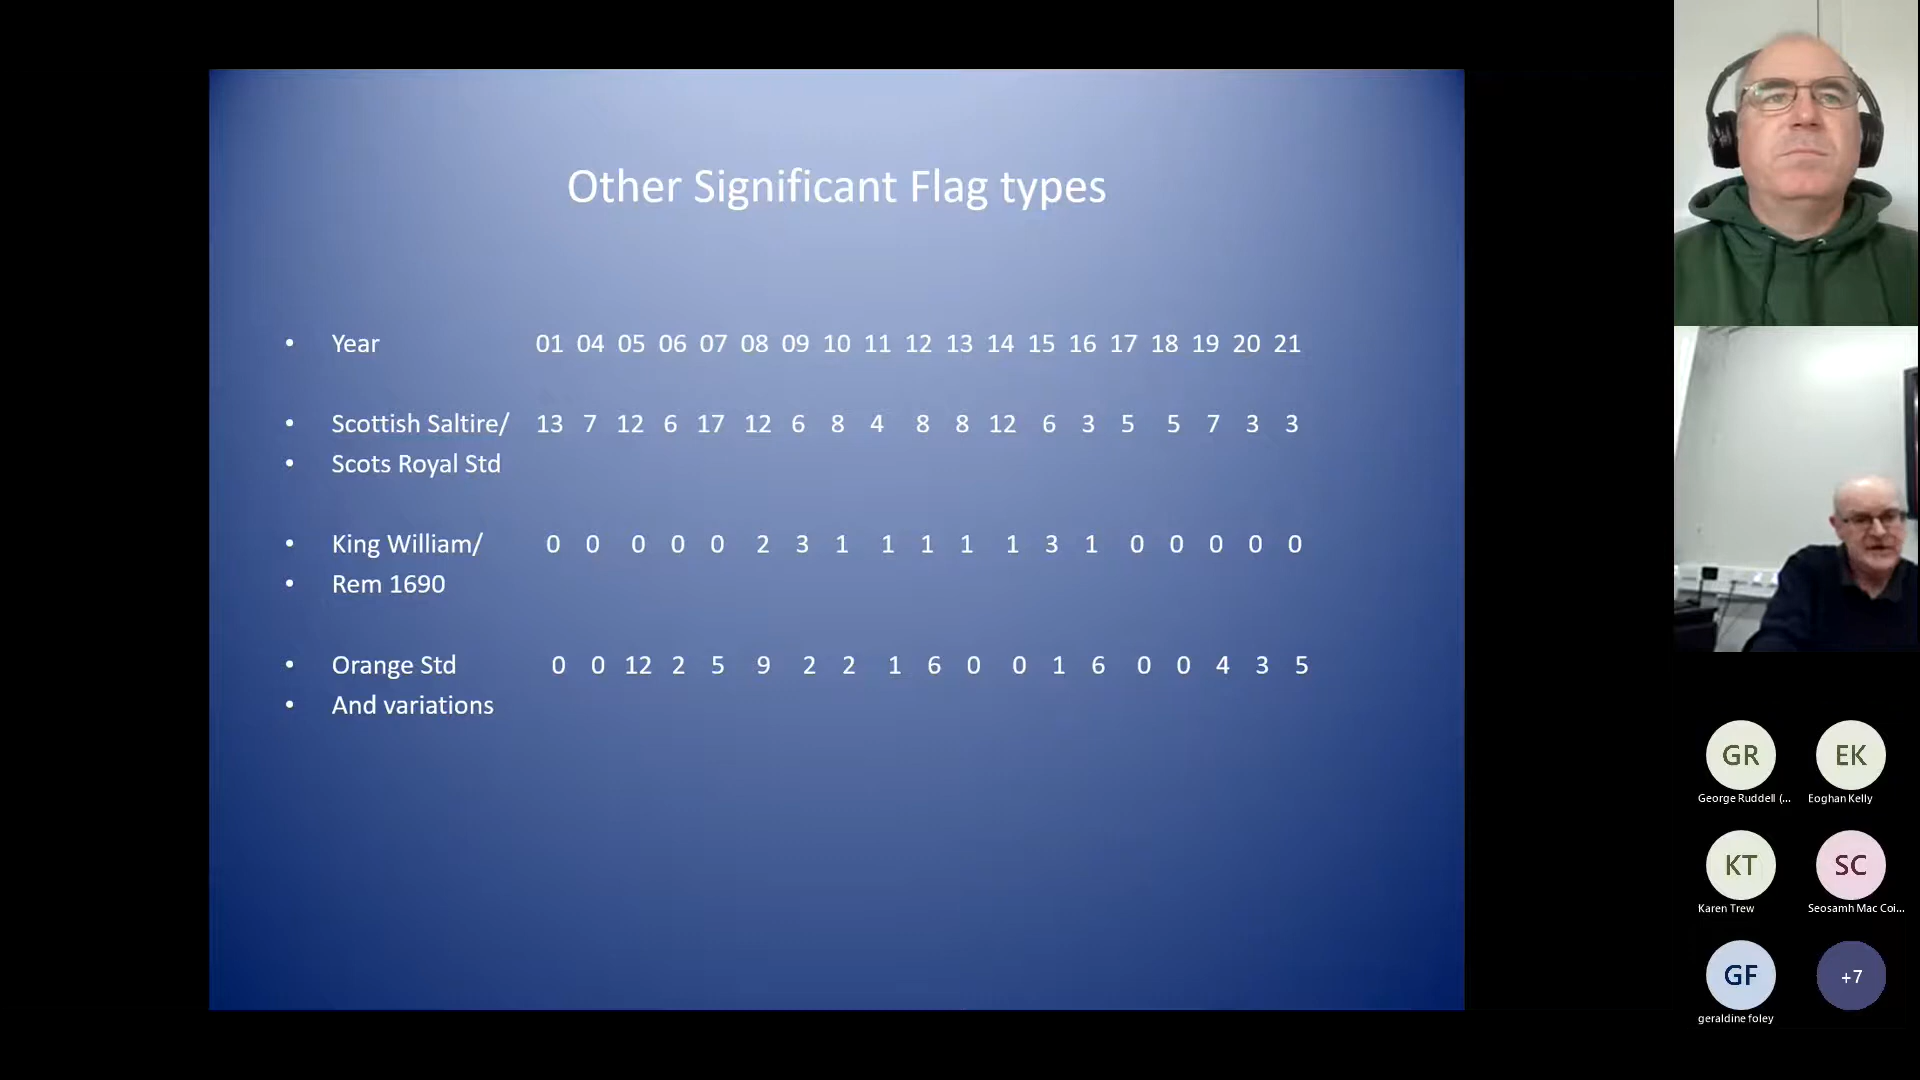 Other Significant Flag types
• Year 01 04 05 06 07 08 09 10 11 12 13 14 15 16 17 18 19 20 21
• Scottish Saltire/ 13 7 12 6 17 12 6 8 4 8 8 12 6 3 5 5 7 3 3
• Scots Royal Std
• King William/ 0 0 0 0 0 2 3 1 1 1 1 1 3 1 0 0 0 0 0
• Rem 1690
• Orange Std 0 0 12 2 5 9 2 2 1 6 0 0 1 6 0 0 4 3 5
• And variations
GR EK
George Ruddell (... Eoghan Kelly
KT SC
Karen Trew Seosamh Mac Coi...
GF +7
geraldine foley